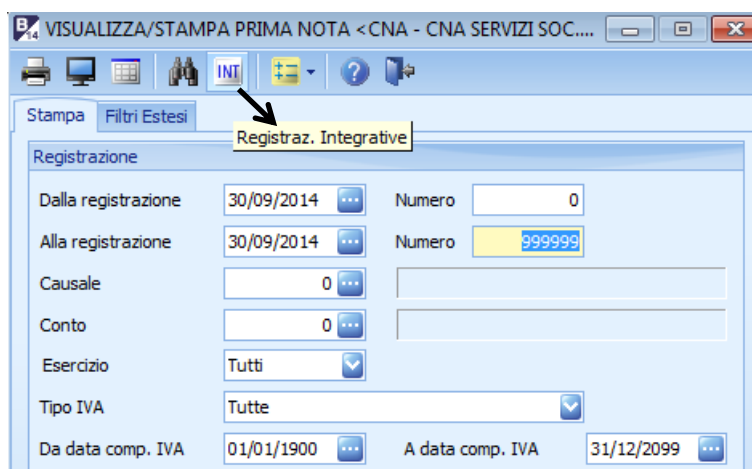 B 14 VISUALIZZA/STAMPA PRIMA NOTA <CNA - CNA SERVIZI SOC....
INT
Stampa Filtri Estesi
Registraz. Integrative
Registrazione
Dalla registrazione 30/09/2014 ... Numero 0
Alla registrazione 30/09/2014 ... Numero 999999
Causale 0 ...
Conto 0 ...
Esercizio Tutti
Tipo IVA Tutte
Da data comp. IVA 01/01/1900 ... A data comp. IVA 31/12/2099 ...